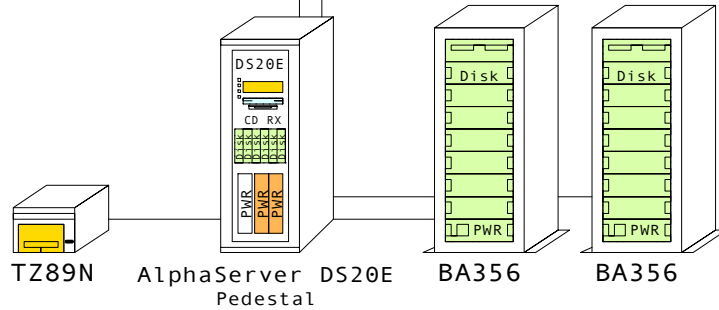 DS20E
CD RX
Disk Disk Disk Disk Disk Disk
PWR PWR PWR
Disk
PWR
Disk
PWR
TZ89N
AlphaServer DS20E
Pedestal
BA356
BA356